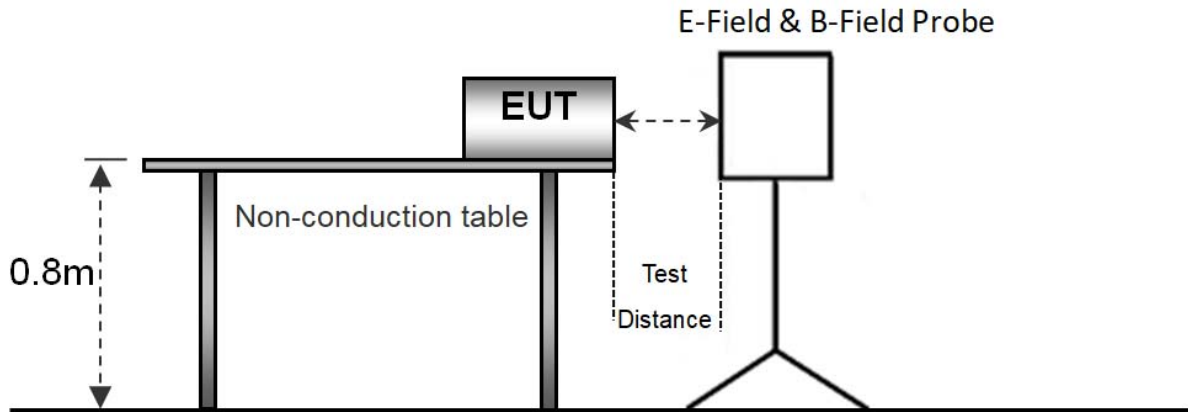 E-Field & B-Field Probe
EUT
Non-conduction table
0.8m
Test
Distance